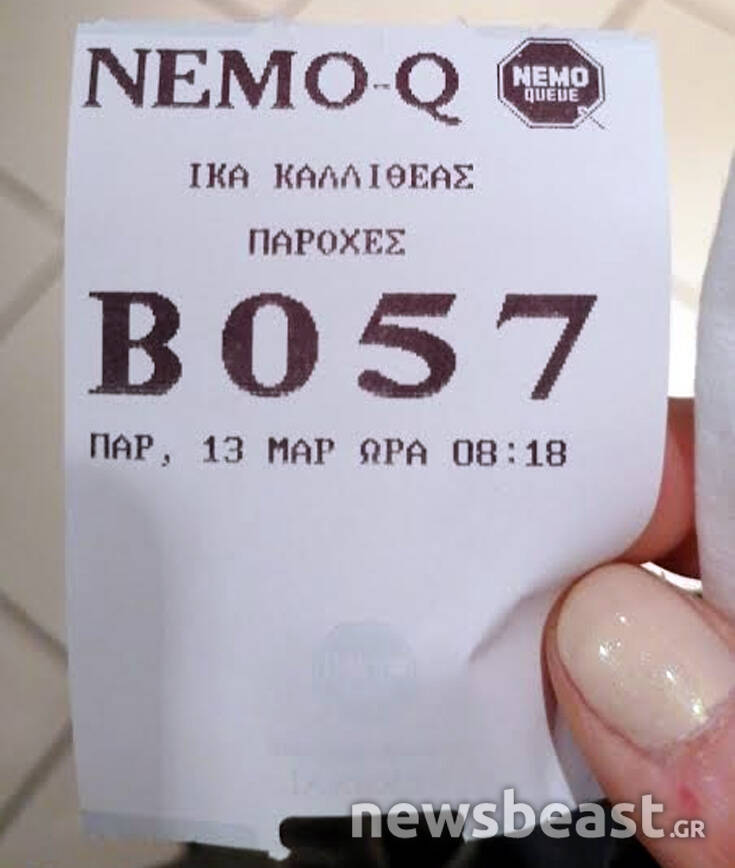 NEMO-Q
NEMO
QUEUE
ΙΚΑ ΚΑΛΛΙΘΕΑΣ
ΠΑΡΟΧΕΣ
B057
ΠΑΡ, 13 ΜΑΡ ΩΡΑ 08:18
newsbeast.GR